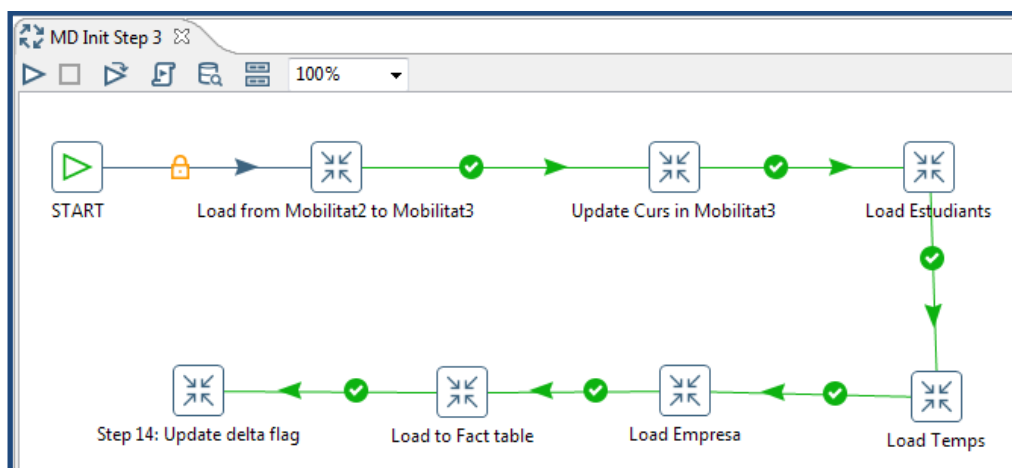 MD Init Step 3
100%
START
Load from Mobilitat2 to Mobilitat3
Update Curs in Mobilitat3
Load Estudiants
Step 14: Update delta flag
Load to Fact table
Load Empresa
Load Temps